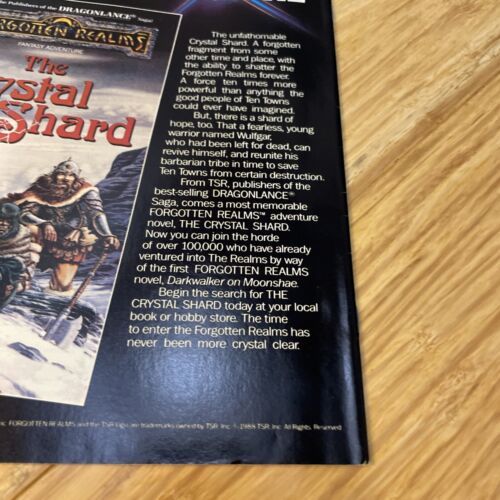 the Publishers of the DRAGONLANCE® Saga!
FORGOTTEN REALMS
FANTASY ADVENTURE
The
Shard
The unfathomable
Crystal Shard. A forgotten
fragment from some
other time and place, with
the ability to shatter the
Forgotten Realms forever.
A force ten times more
powerful than anything the
good people of Ten Towns
could ever have imagined.
But, there is a shard of
hope, too. That a fearless, young
warrior named Wulfgar,
who had been left for dead, can
revive himself, and reunite his
barbarian tribe in time to save
Ten Towns from certain destruction.
From TSR, publishers of the
best-selling DRAGONLANCE®
Saga, comes a most memorable
FORGOTTEN REALMS™ adventure
novel, THE CRYSTAL SHARD.
Now you can join the horde
of over 100,000 who have already
ventured into The Realms by way
of the first FORGOTTEN REALMS
novel, Darkwalker on Moonshae.
Begin the search for THE
CRYSTAL SHARD today at your local
book or hobby store. The time
to enter the Forgotten Realms has
never been more crystal clear.
FORGOTTEN REALMS and the TSR logo are trademarks owned by TSR, Inc. ©1988 TSR, Inc. All Rights Reserved